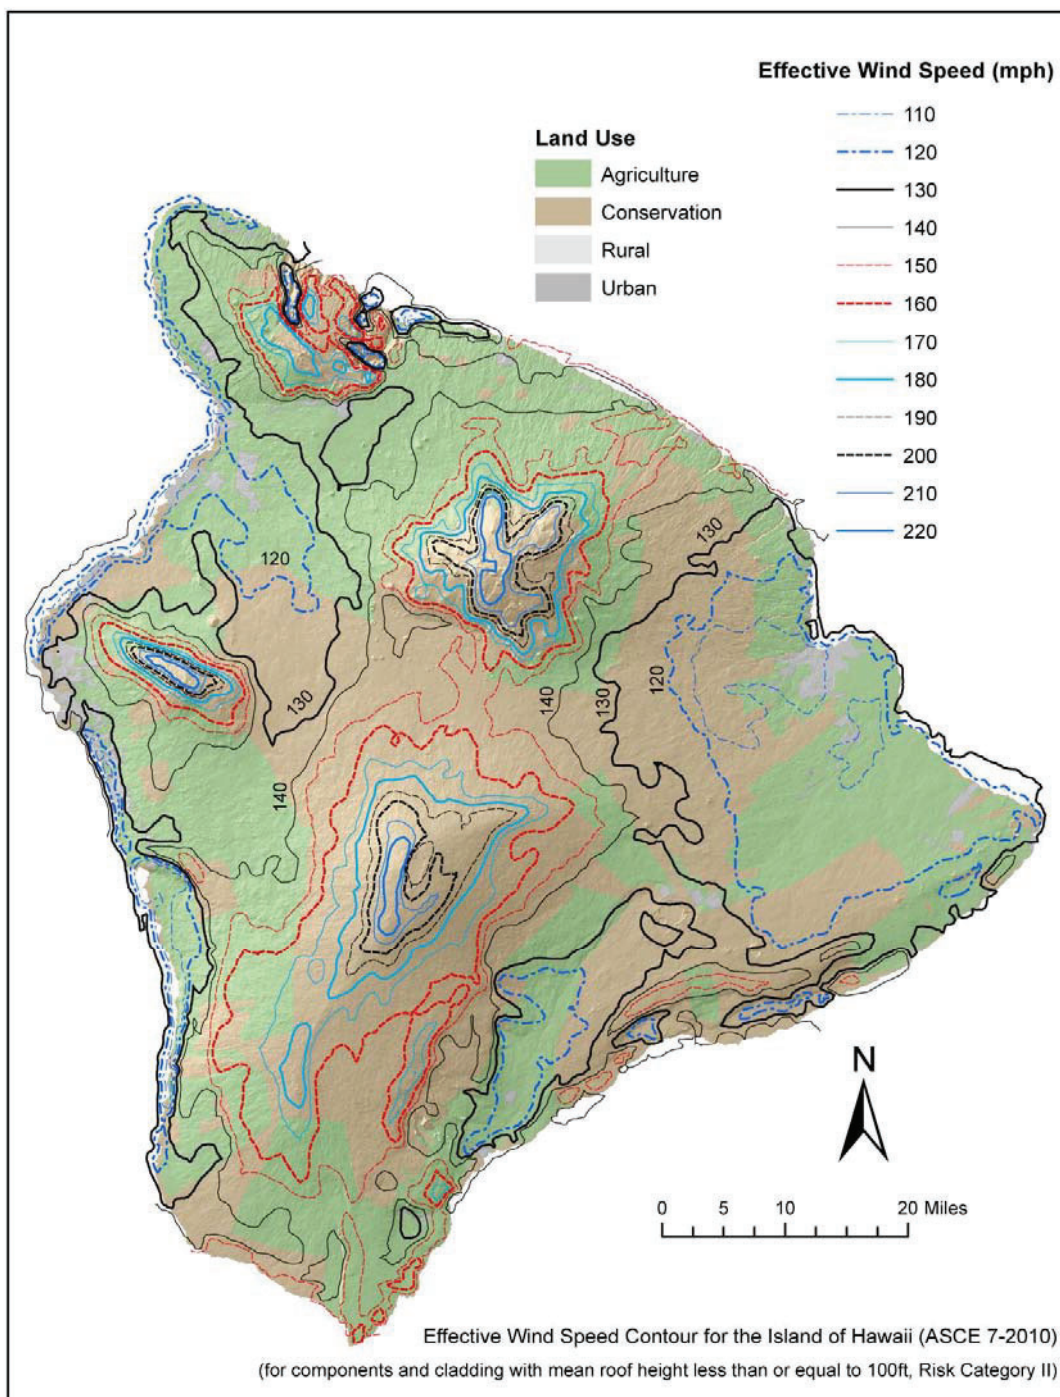 Effective Wind Speed (mph)
110
120
130
140
150
160
170
180
190
200
210
220
Land Use
Agriculture
Conservation
Rural
Urban
120
130
130
120
140
130
130
140
N
0 5 10 20 Miles
Effective Wind Speed Contour for the Island of Hawaii (ASCE 7-2010)
(for components and cladding with mean roof height less than or equal to 100ft, Risk Category II)